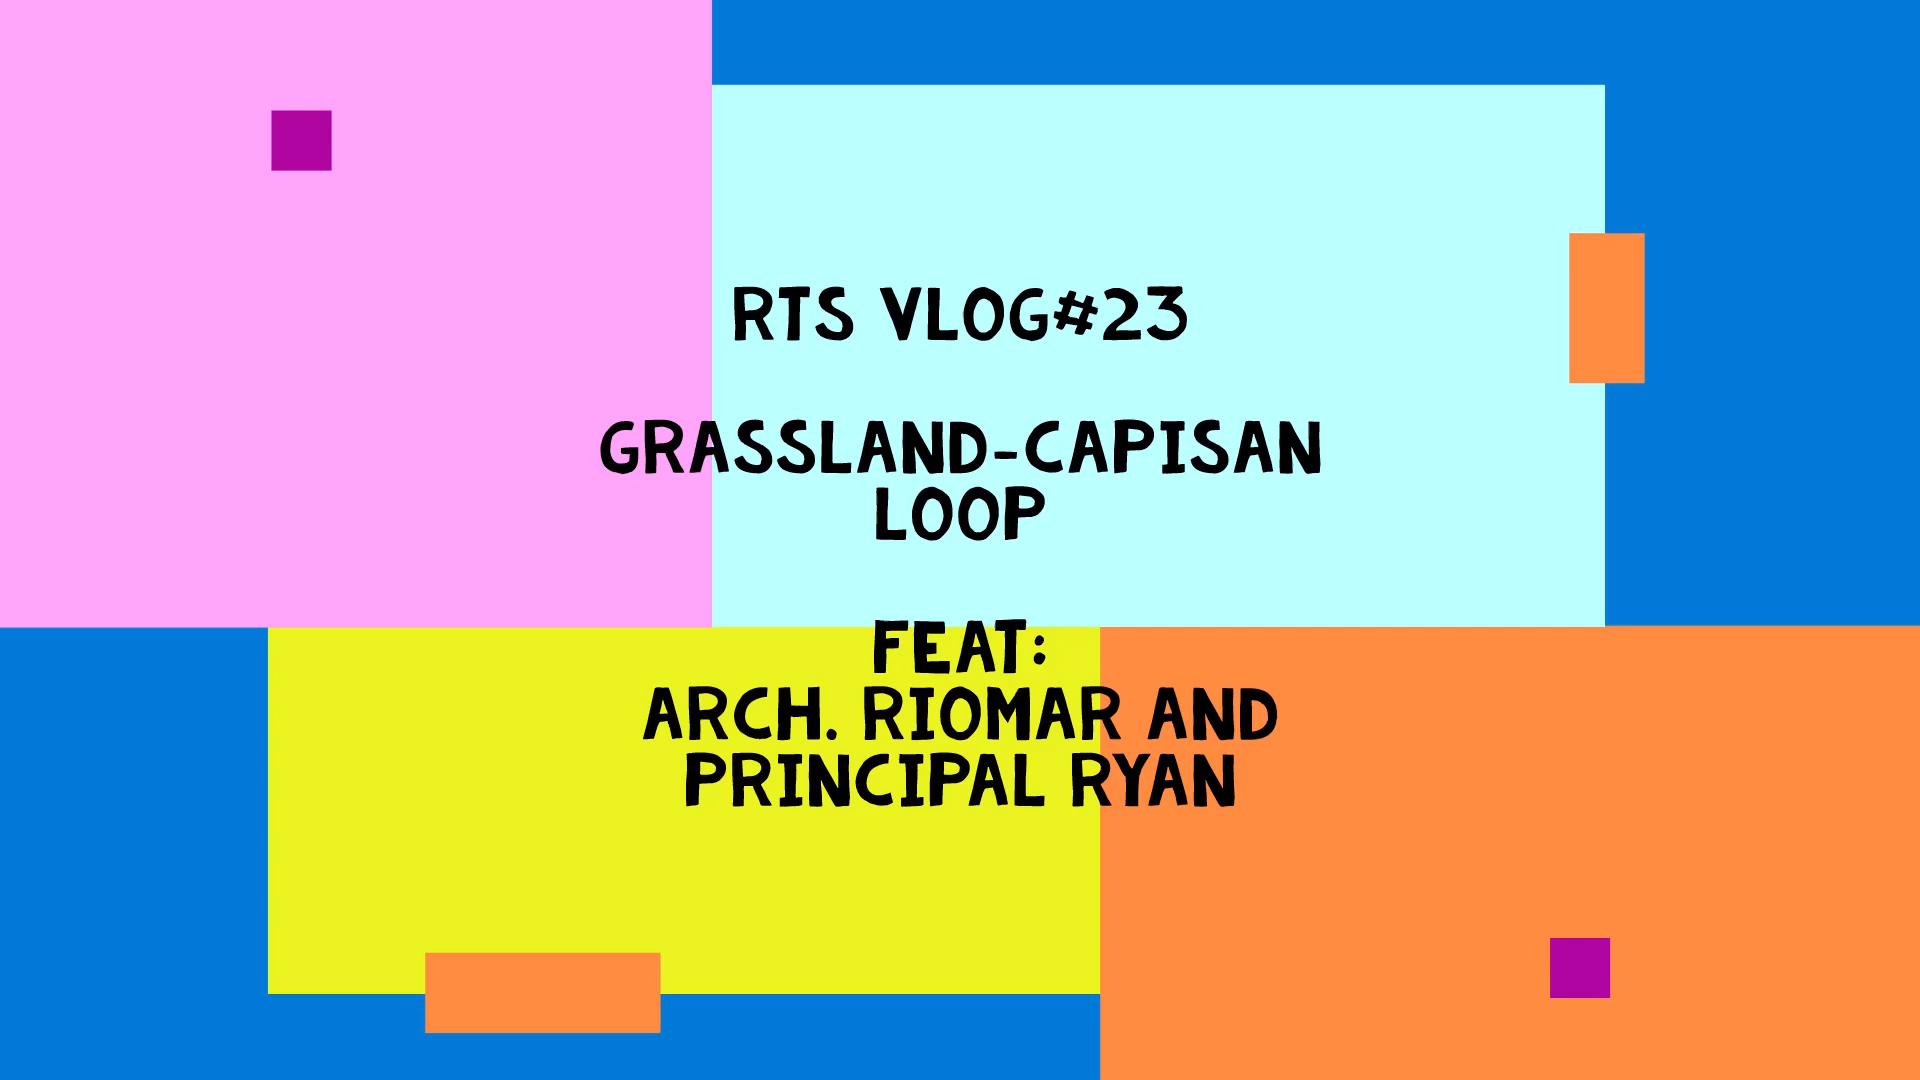 RTS VLOG#23
GRASSLAND-CAPISAN
LOOP
FEAT:
ARCH. RIOMAR AND
PRINCIPAL RYAN